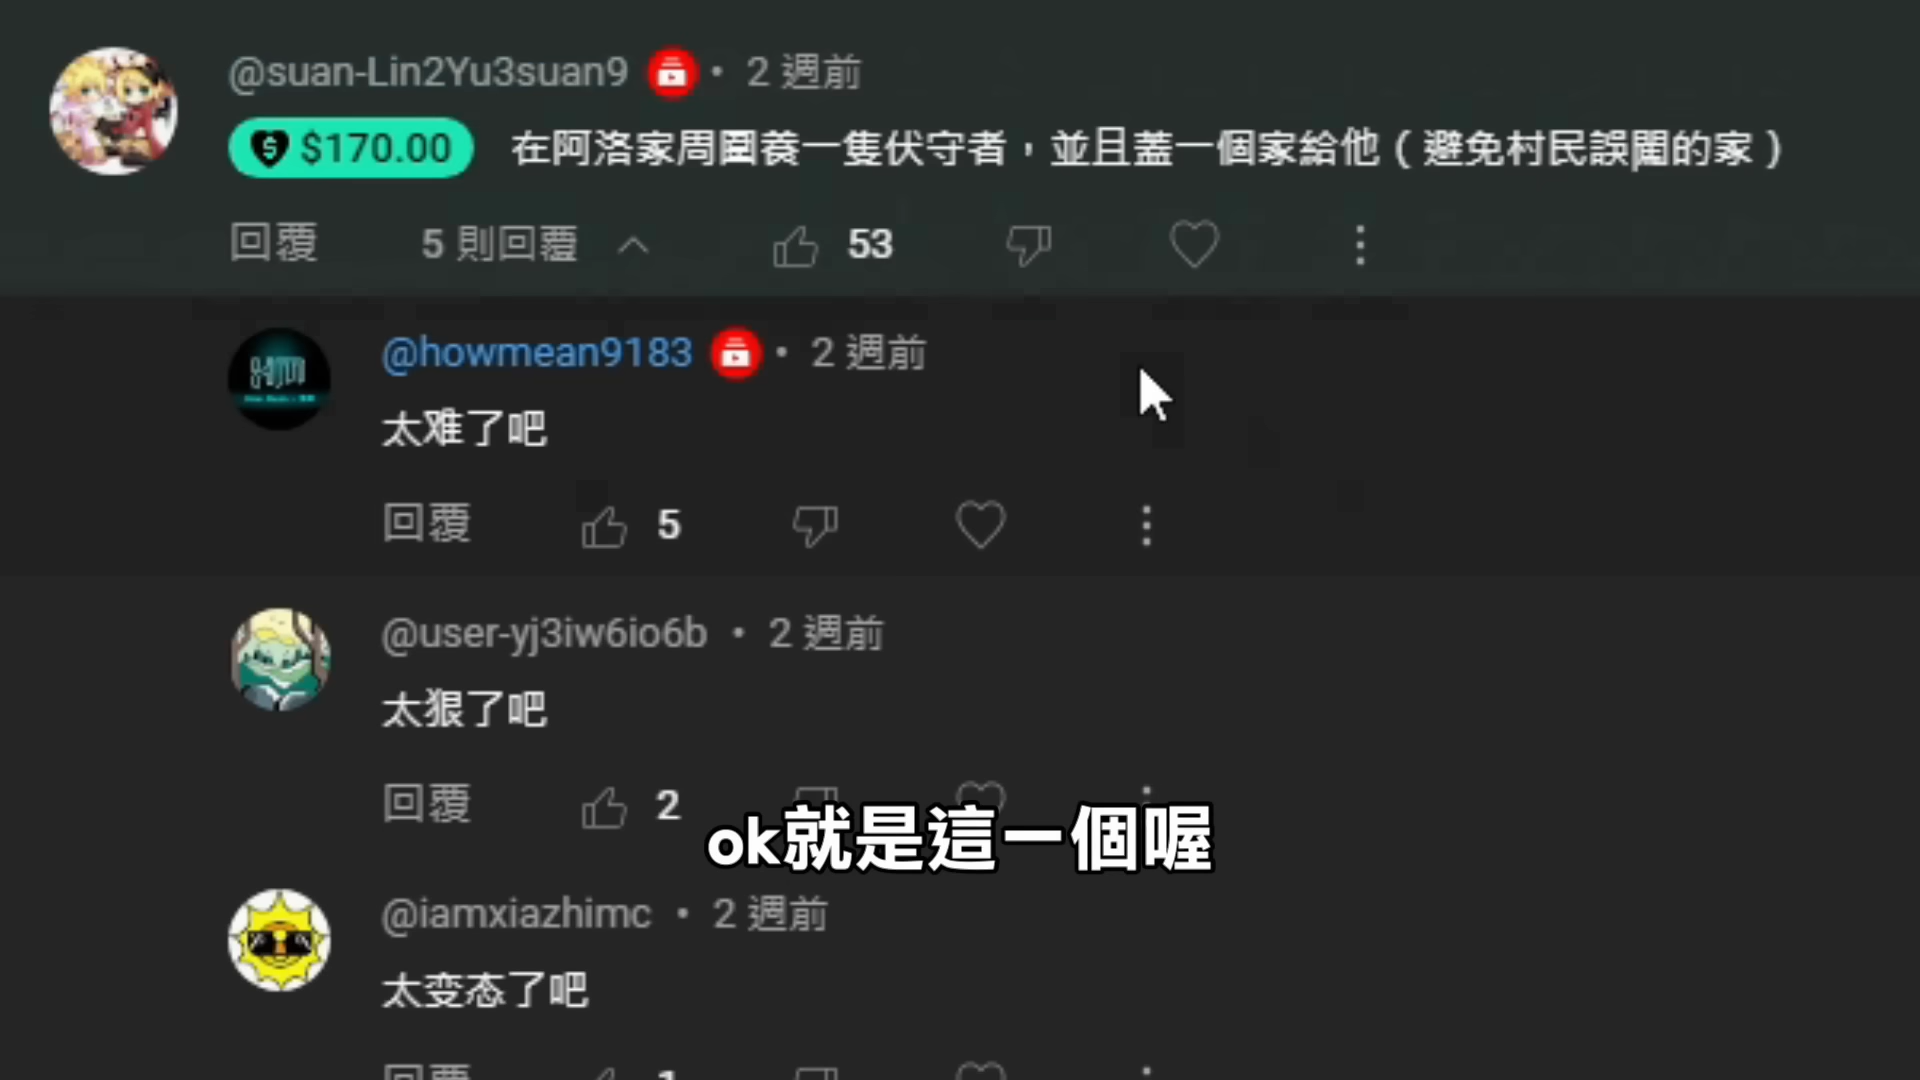 @suan-Lin2Yu3suan9 • 2 週前
$170.00 在阿洛家周圍養一隻伏守者，並且蓋一個家給他（避免村民誤闖的家）
回覆 5 則回覆 53
@howmean9183 • 2 週前
太难了吧
回覆 5
@user-yj3iw6io6b • 2 週前
太狠了吧
回覆 2
ok就是這一個喔
@iamxiazhimc • 2 週前
太变态了吧
回覆 1